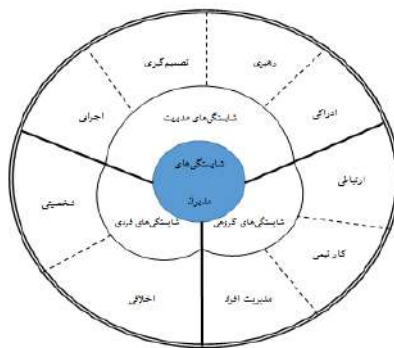 تصمیم‌گیری
رهبری
اجرایی
ادراکی
شایستگی‌های مدیریت
شایستگی‌های
مدیران
ارتباطی
شخصیتی
شایستگی‌های فردی
شایستگی‌های گروهی
کار تیمی
اخلاقی
مدیریت افراد